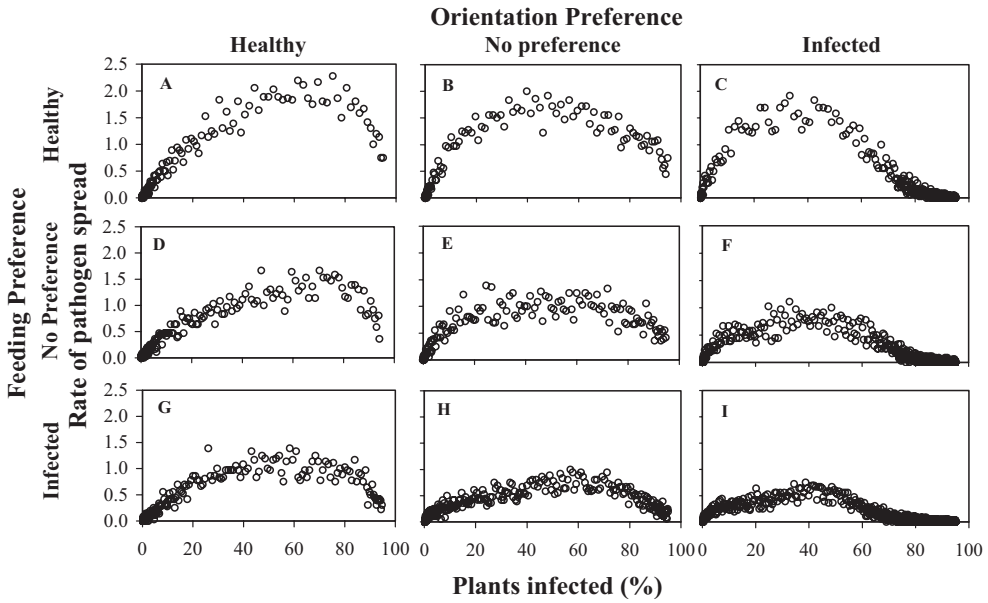 Orientation Preference
Healthy No preference Infected
Feeding Preference
Rate of pathogen spread
Healthy
2.5
2.0
1.5
1.0
0.5
0.0
A
B
C
No Preference
2.5
2.0
1.5
1.0
0.5
0.0
D
E
F
Infected
2.5
2.0
1.5
1.0
0.5
0.0
G
H
I
0 20 40 60 80 100
0 20 40 60 80 100
0 20 40 60 80 100
Plants infected (%)